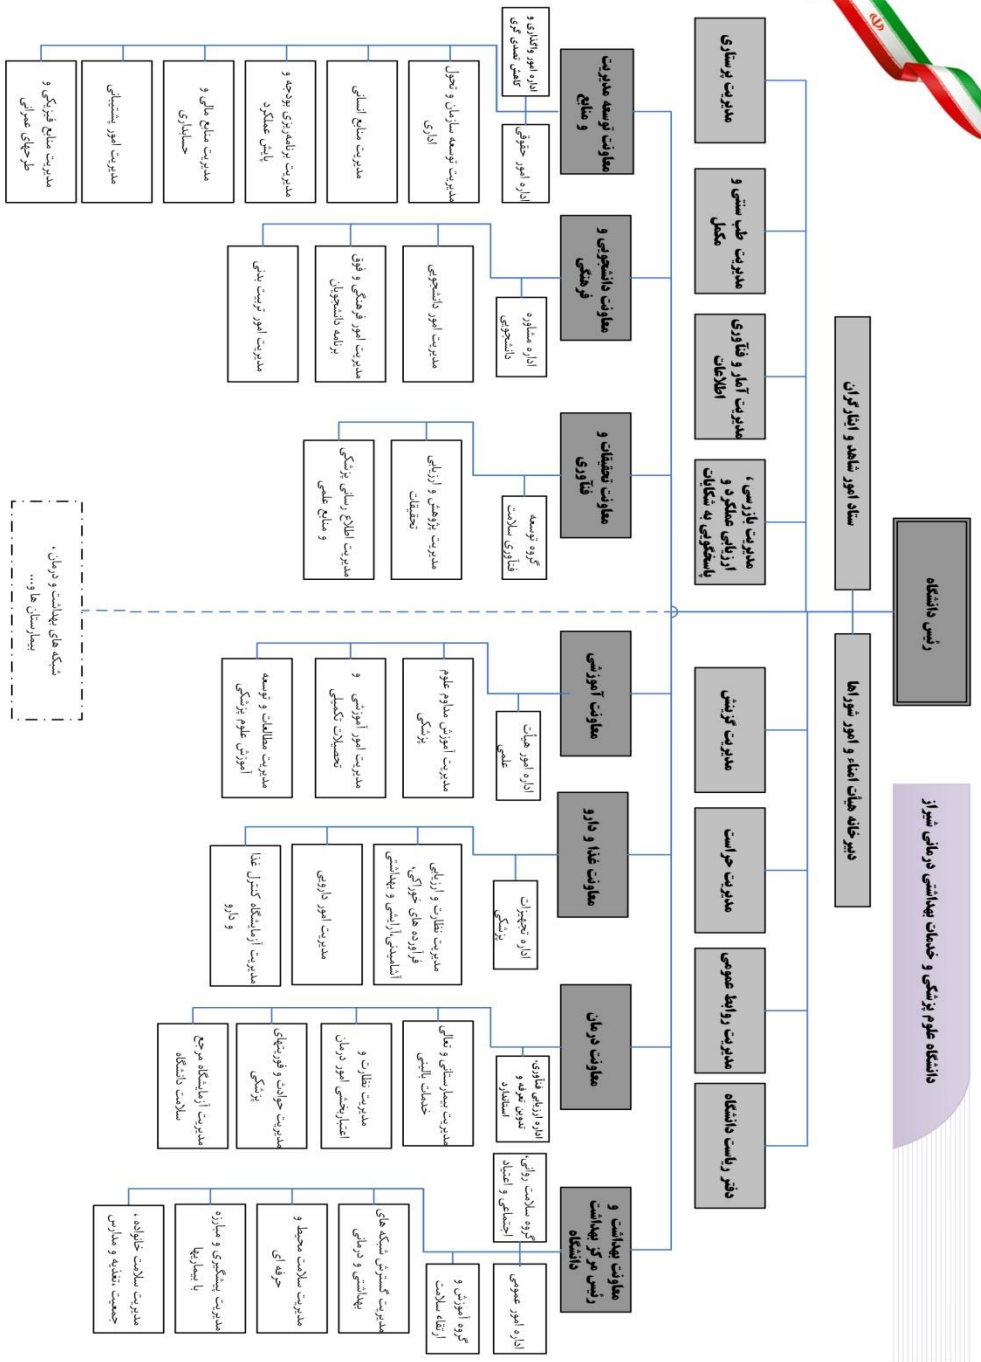 دانشگاه علوم پزشکی و خدمات بهداشتی درمانی شیراز
رئیس دانشگاه
دبیرخانه هیأت امناء و امور شوراها
ستاد امور شاهد و ایثارگران
دفتر ریاست دانشگاه
مدیریت روابط عمومی
مدیریت حراست
مدیریت گزینش
مدیریت بازرسی ،
ارزیابی عملکرد و
پاسخگویی به شکایات
مدیریت آمار و فنآوری
اطلاعات
مدیریت طب سنتی و
مکمل
مدیریت پرستاری
معاونت بهداشت و
رئیس مرکز بهداشت
دانشگاه
گروه سلامت روانی،
اجتماعی و اعتیاد
اداره امور عمومی
گروه آموزش و
ارتقاء سلامت
مدیریت گسترش شبکه های
بهداشتی و درمانی
مدیریت سلامت محیط و
حرفه ای
مدیریت پیشگیری و مبارزه
با بیماریها
مدیریت سلامت خانواده ،
جمعیت ،تغذیه و مدارس
معاونت درمان
اداره ارزیابی فناوری،
تدوین تعرفه و
استاندارد
مدیریت بیمارستانی و تعالی
خدمات بالینی
مدیریت نظارت و
اعتباربخشی امور درمان
مدیریت حوادث و فوریتهای
پزشکی
مدیریت آزمایشگاه مرجع
سلامت دانشگاه
معاونت غذا و دارو
اداره تجهیزات
پزشکی
مدیریت نظارت و ارزیابی
فرآورده های خوراکی،
آشامیدنی،آرایشی و بهداشتی
مدیریت امور دارویی
مدیریت آزمایشگاه کنترل غذا
و دارو
معاونت آموزشی
اداره امور هیأت
علمی
مدیریت آموزش مداوم علوم
پزشکی
مدیریت امور آموزشی و
تحصیلات تکمیلی
مدیریت مطالعات و توسعه
آموزش علوم پزشکی
معاونت تحقیقات و
فنآوری
گروه توسعه
فناوری سلامت
مدیریت پژوهش و ارزیابی
تحقیقات
مدیریت اطلاع رسانی پزشکی
و منابع علمی
معاونت دانشجویی و
فرهنگی
اداره مشاوره
دانشجویی
مدیریت امور دانشجویی
مدیریت امور فرهنگی و فوق
برنامه دانشجویان
مدیریت امور تربیت بدنی
معاونت توسعه مدیریت
و منابع
اداره امور واگذاری و
کاهش تصدی گری
اداره امور حقوقی
مدیریت توسعه سازمان و تحول
اداری
مدیریت منابع انسانی
مدیریت برنامه ریزی بودجه و
پایش عملکرد
مدیریت منابع مالی و
حسابداری
مدیریت امور پشتیبانی
مدیریت منابع فیزیکی و
طرحهای عمرانی
شبکه های بهداشت و درمان ،
بیمارستان ها و....